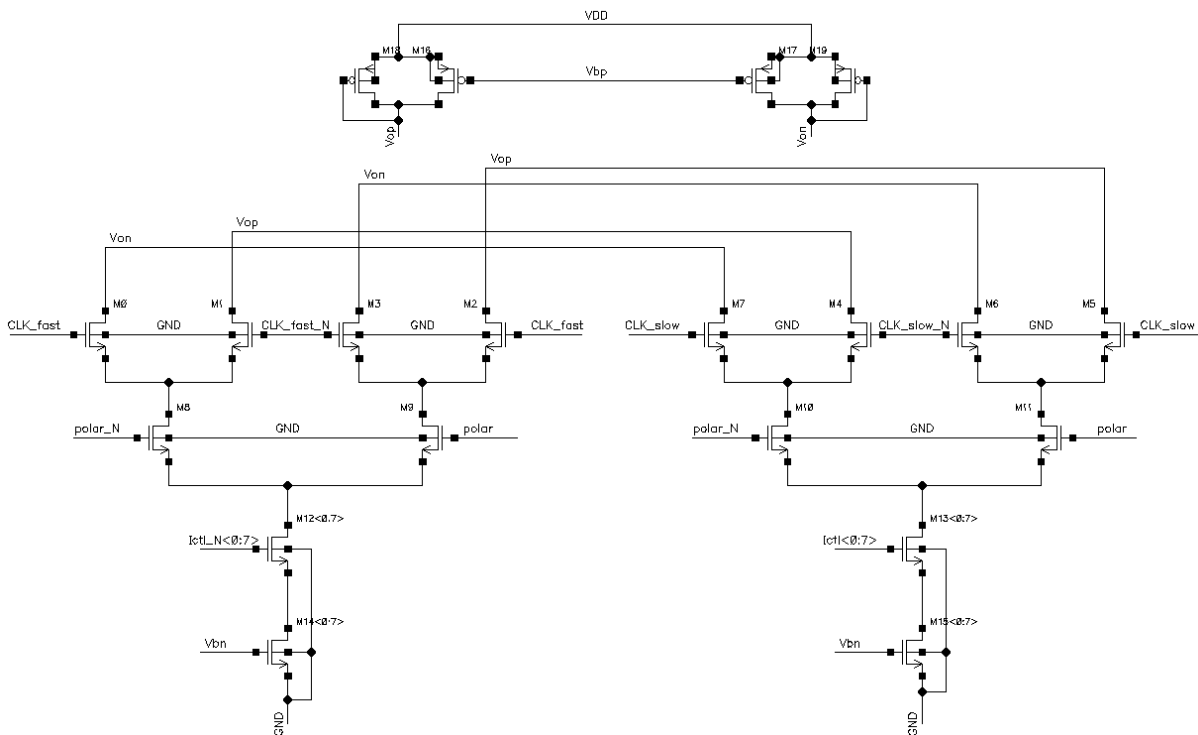 VDD
M18 M16 M17 M19
Vbp
Vop Von
Vop
Von
Vop
Von
M0 M1 M3 M2 M7 M4 M6 M5
CLK_fast GND CLK_fast_N GND CLK_fast CLK_slow GND CLK_slow_N GND CLK_slow
M8 M9 M10 M11
polar_N GND polar polar_N GND polar
M12<0:7> M13<0:7>
Ictl_N<0:7> Ictl<0:7>
M14<0:7> M15<0:7>
Vbn Vbn
GND GND